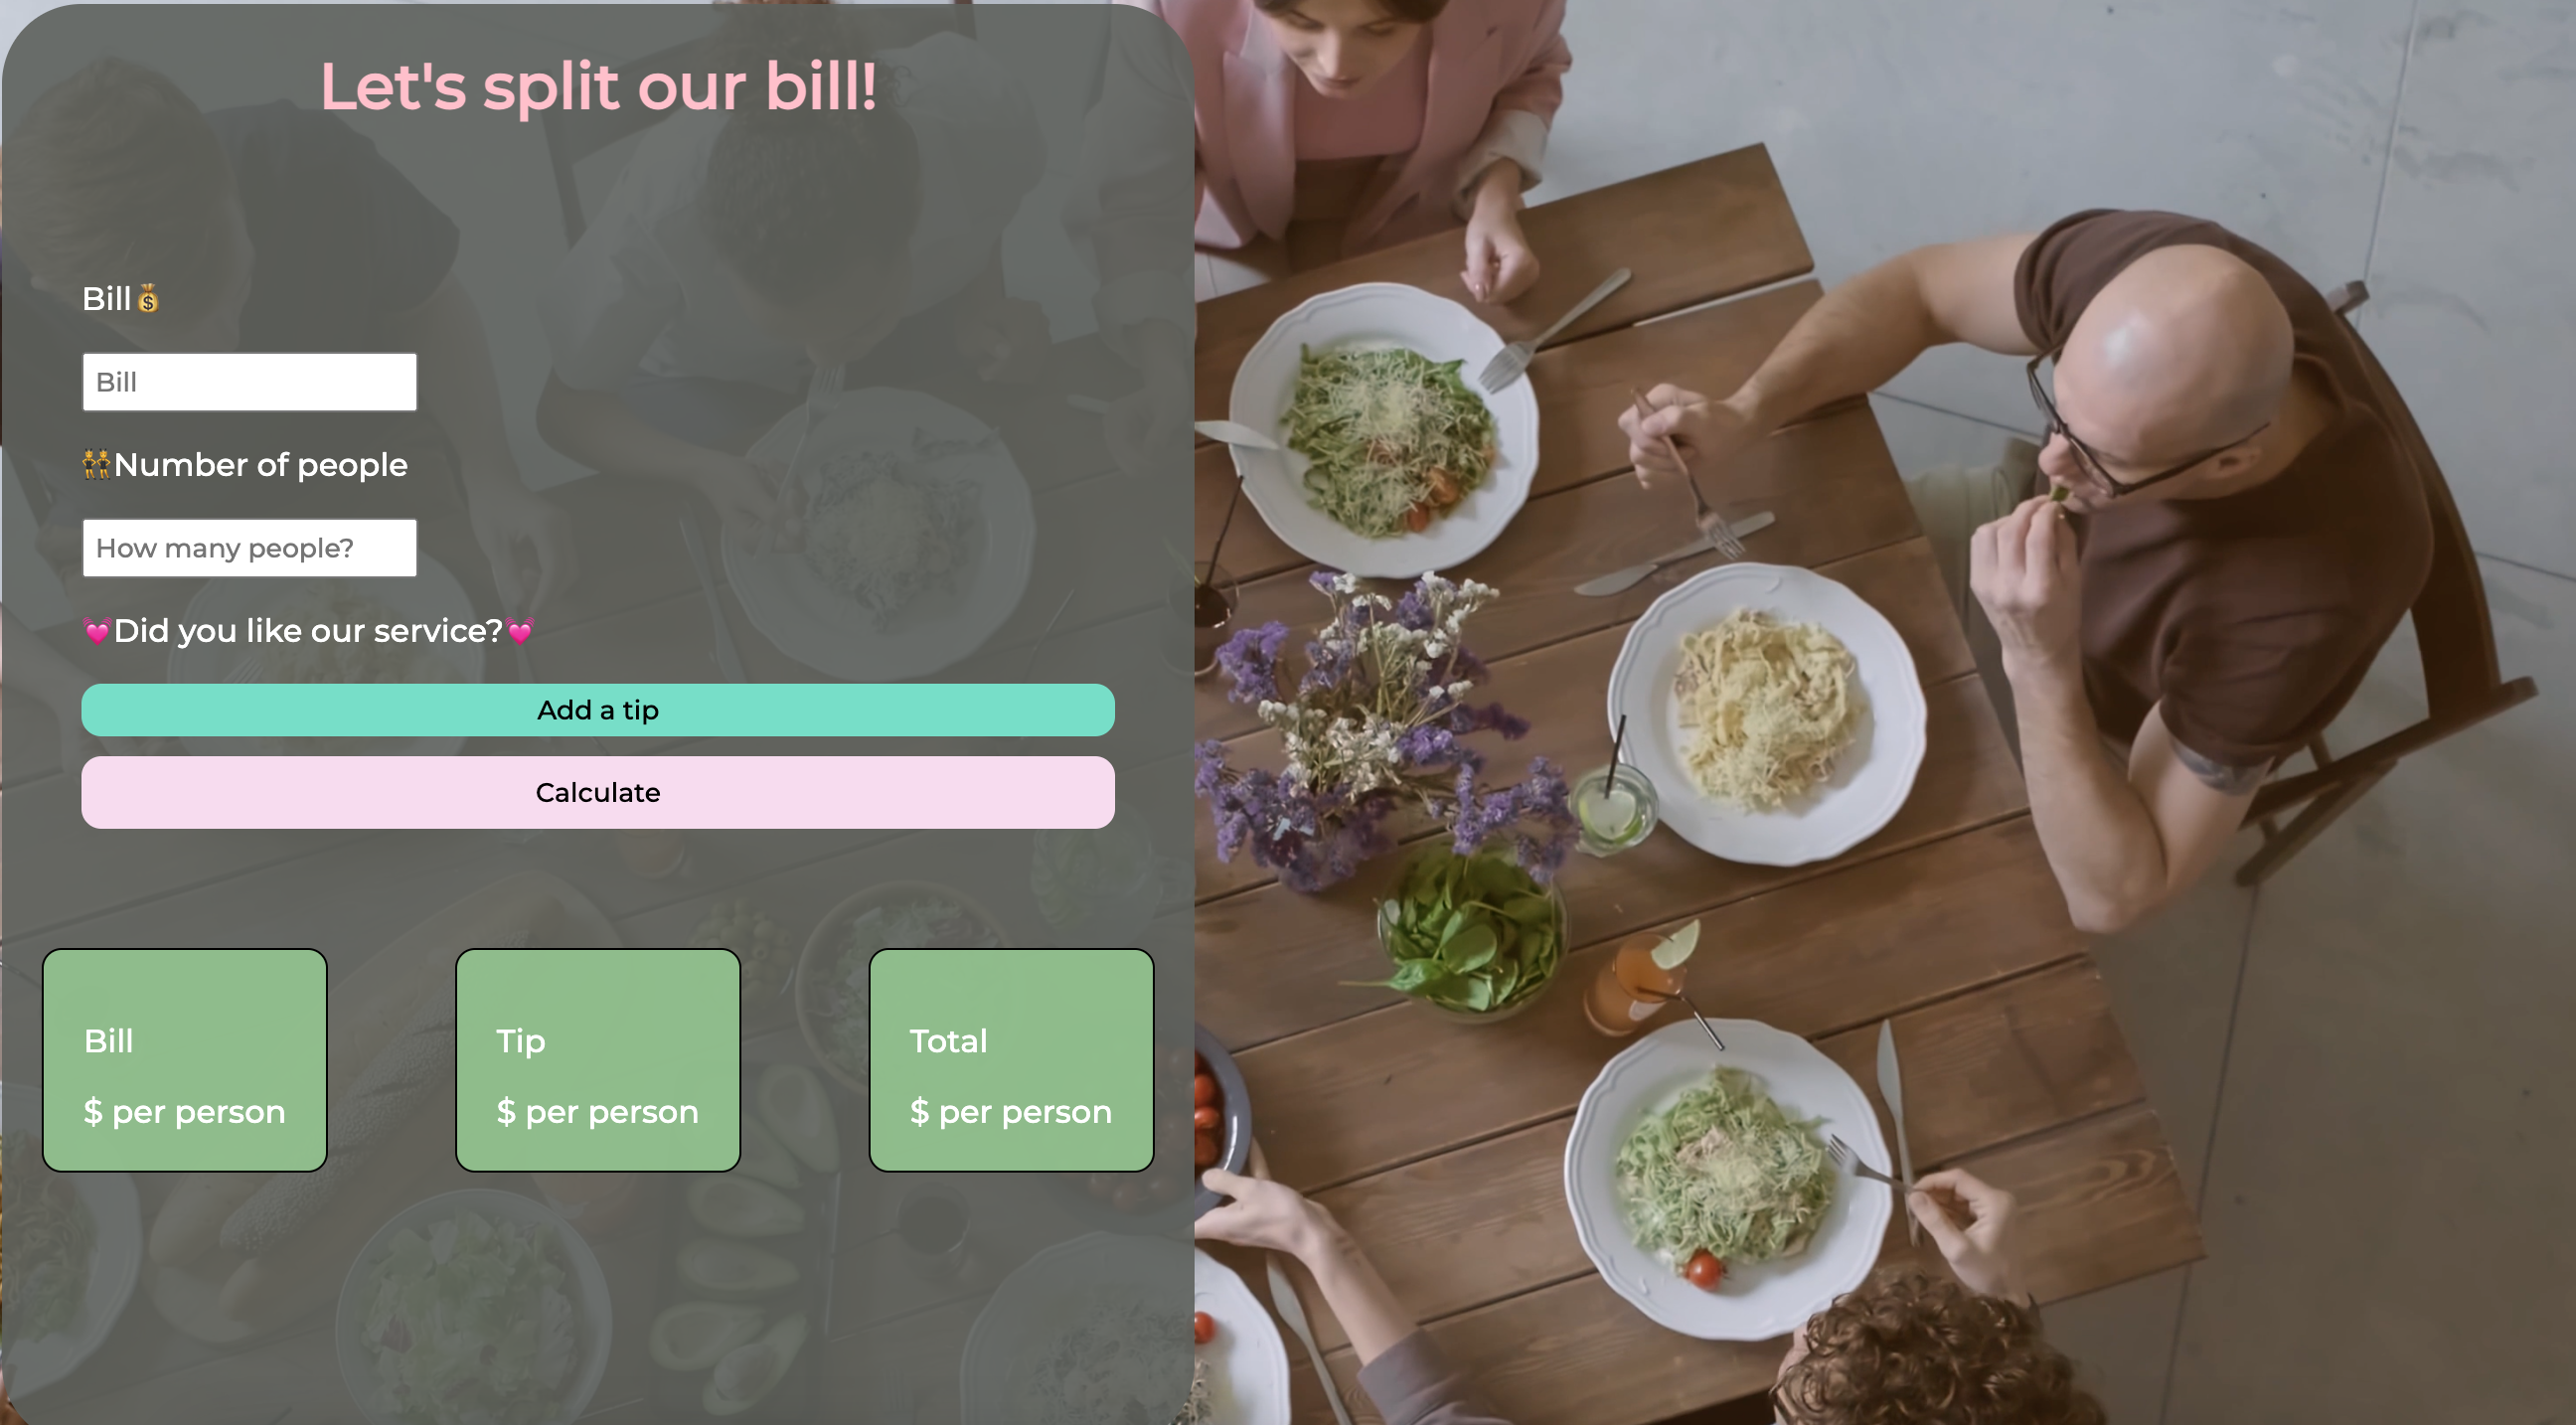 Let's split our bill!
Bill💰
Bill
👯Number of people
How many people?
💓Did you like our service?💓
Add a tip
Calculate
Bill
$ per person
Tip
$ per person
Total
$ per person